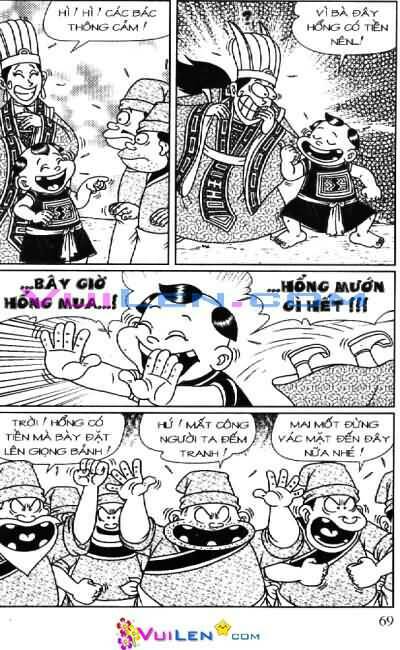 HÌ! HÌ! CÁC BÁC
THÔNG CẢM!
?
VÌ BÀ ĐÂY
HỔNG CÓ TIỀN
NÊN..!
...BÂY GIỜ
HỔNG MUA...!
...HỔNG MƯỚN
GÌ HẾT!!!
VUILEN.COM
TRỜI! HỔNG CÓ
TIỀN MÀ BÀY ĐẶT
LÊN GIỌNG BẢNH!
HỨ! MẤT CÔNG
NGƯỜI TA ĐẾM
TRANH!
MAI MỐT ĐỪNG
VÁC MẶT ĐẾN ĐÂY
NỮA NHÉ!
69
VUILEN.COM